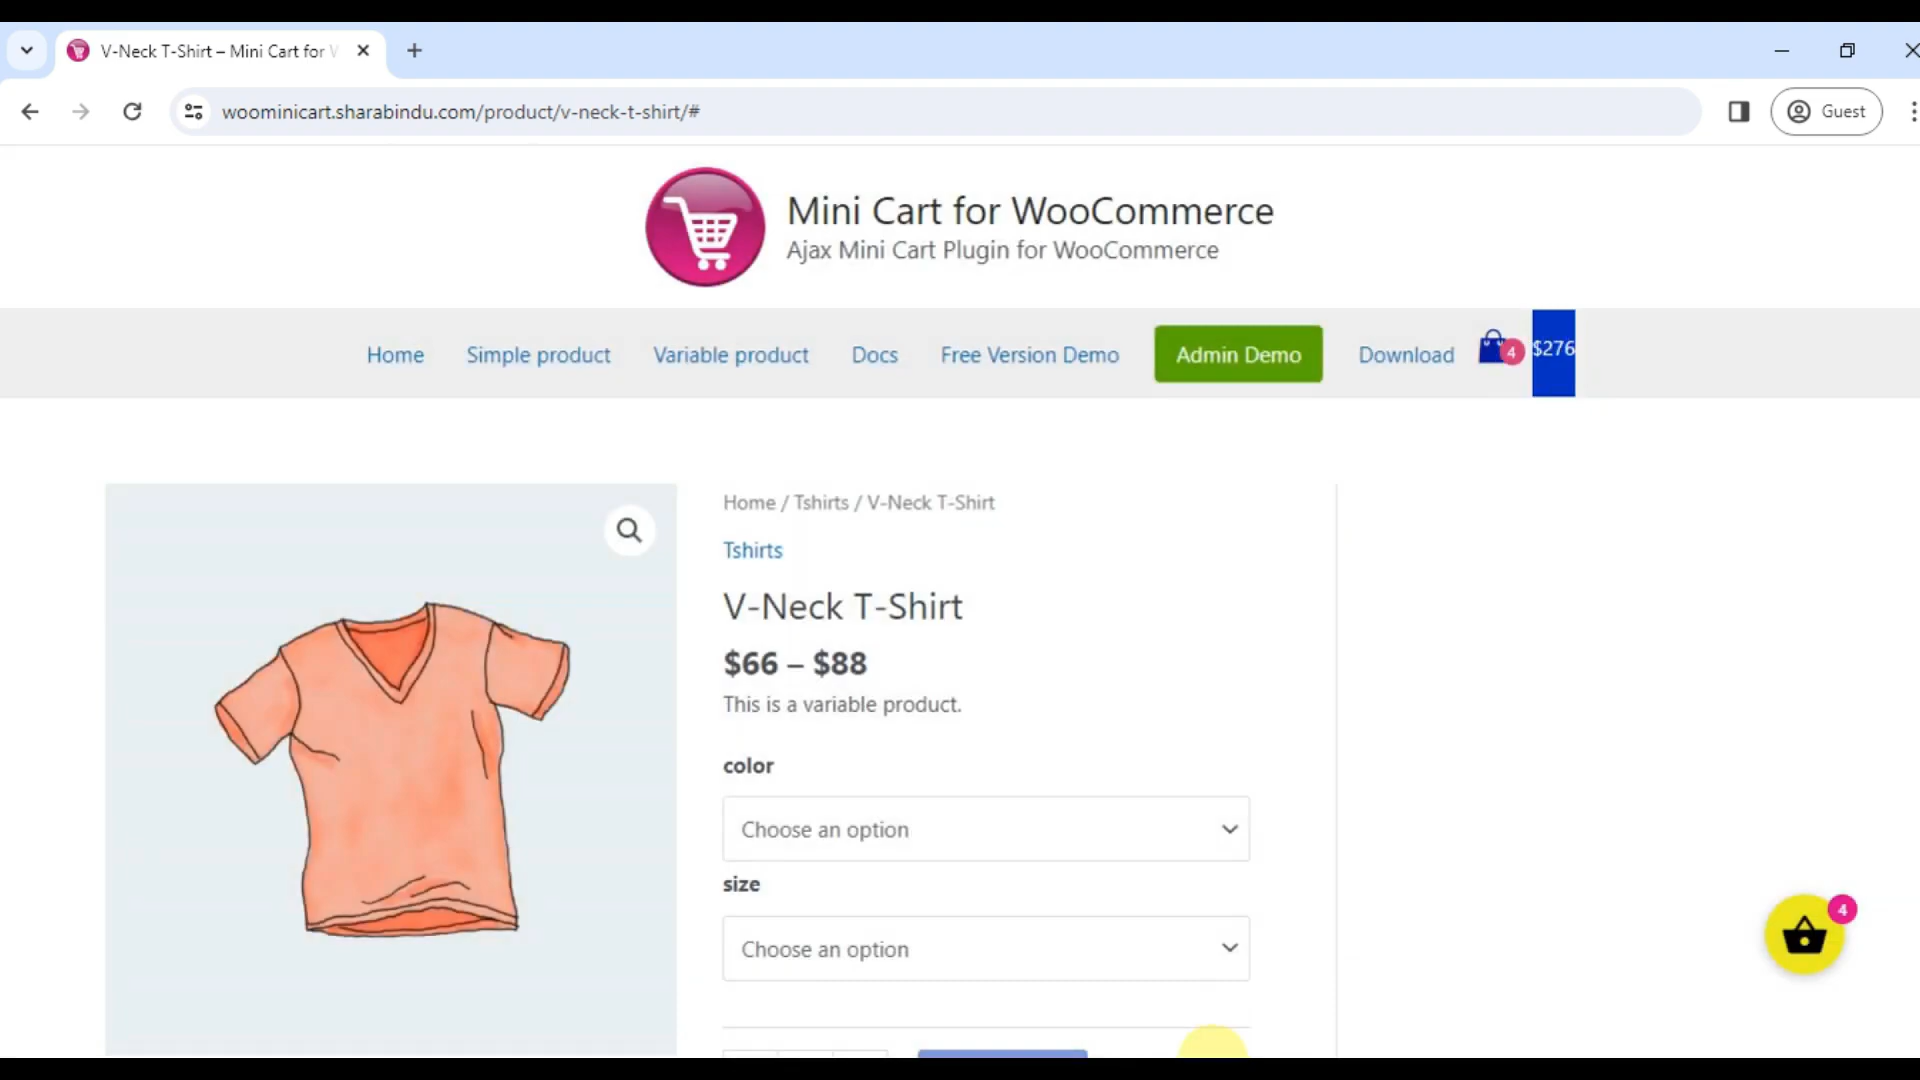 V-Neck T-Shirt – Mini Cart for
woominicart.sharabindu.com/product/v-neck-t-shirt/#
Guest
Mini Cart for WooCommerce
Ajax Mini Cart Plugin for WooCommerce
Home
Simple product
Variable product
Docs
Free Version Demo
Admin Demo
Download
4
$276
Home / Tshirts / V-Neck T-Shirt
Tshirts
V-Neck T-Shirt
$66 – $88
This is a variable product.
color
Choose an option
size
Choose an option
4